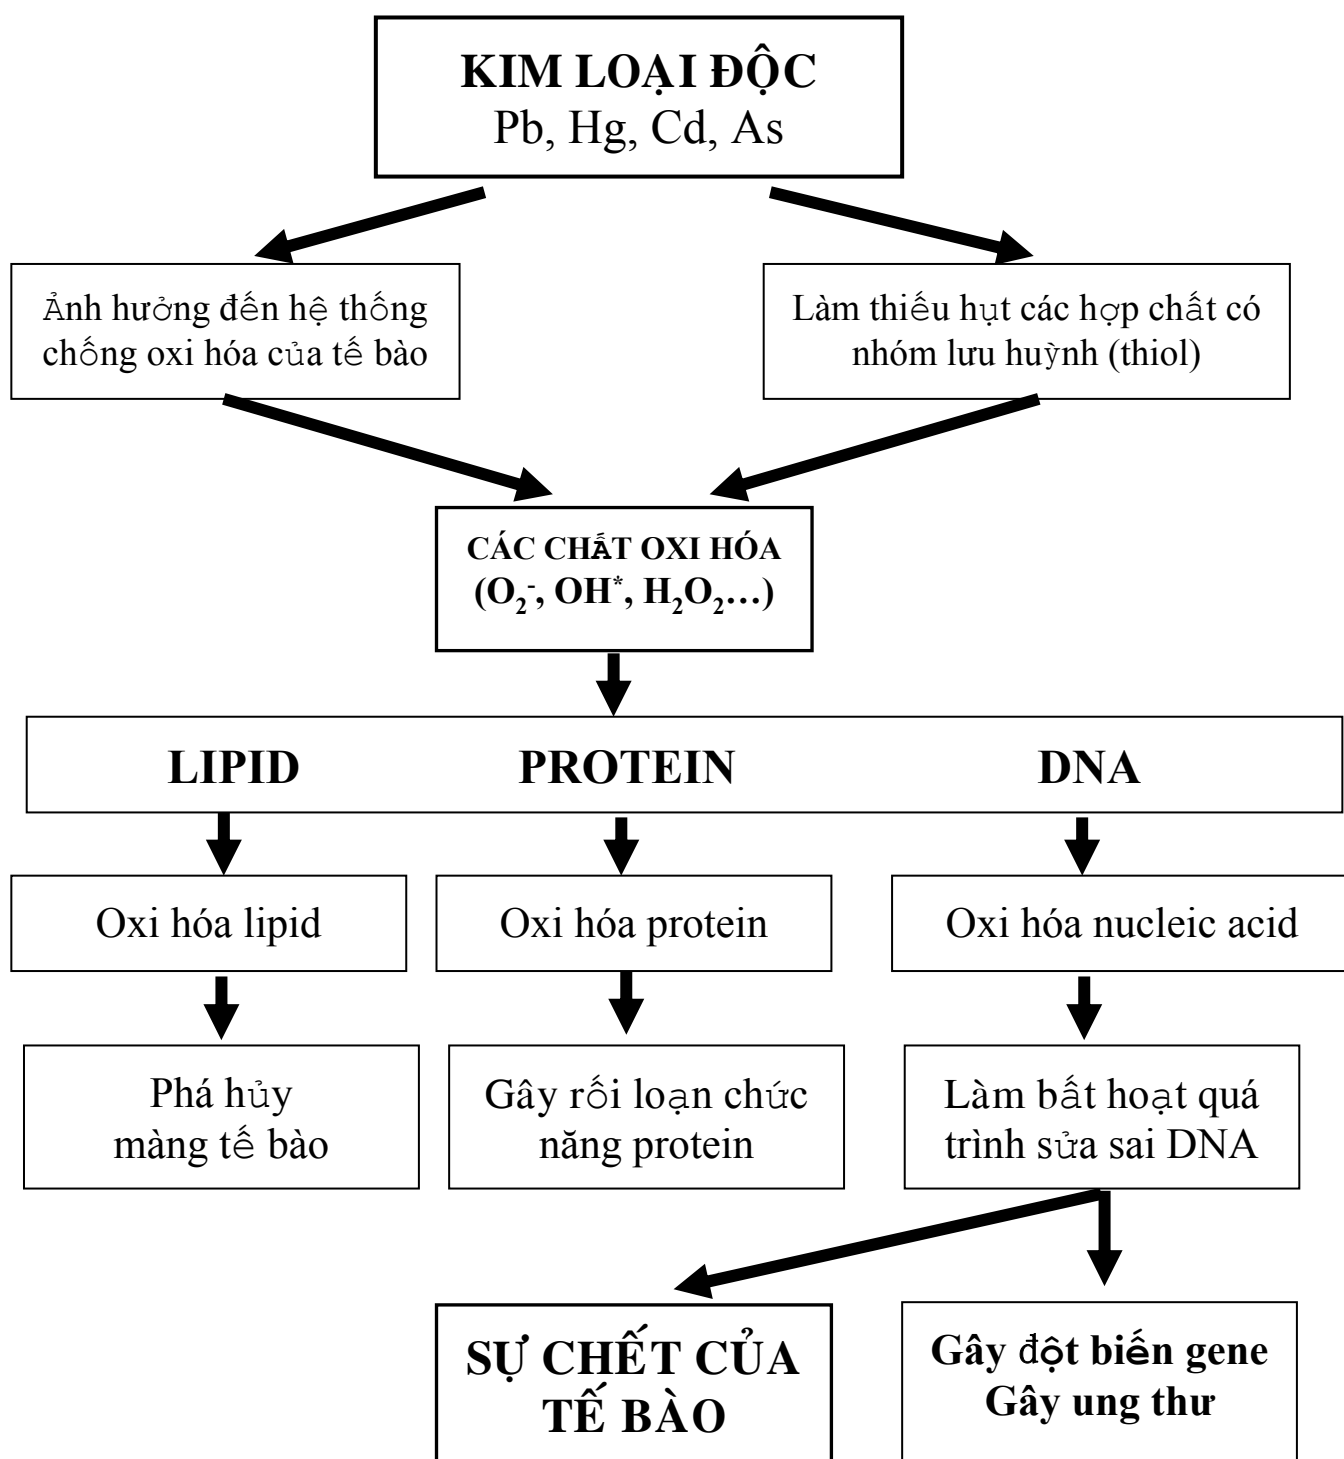 KIM LOẠI ĐỘC
Pb, Hg, Cd, As
Ảnh hưởng đến hệ thống
chống oxi hóa của tế bào
Làm thiếu hụt các hợp chất có
nhóm lưu huỳnh (thiol)
CÁC CHẤT OXI HÓA
(O₂⁻, OH*, H₂O₂…)
LIPID PROTEIN DNA
Oxi hóa lipid
Oxi hóa protein
Oxi hóa nucleic acid
Phá hủy
màng tế bào
Gây rối loạn chức
năng protein
Làm bất hoạt quá
trình sửa sai DNA
SỰ CHẾT CỦA
TẾ BÀO
Gây đột biến gene
Gây ung thư